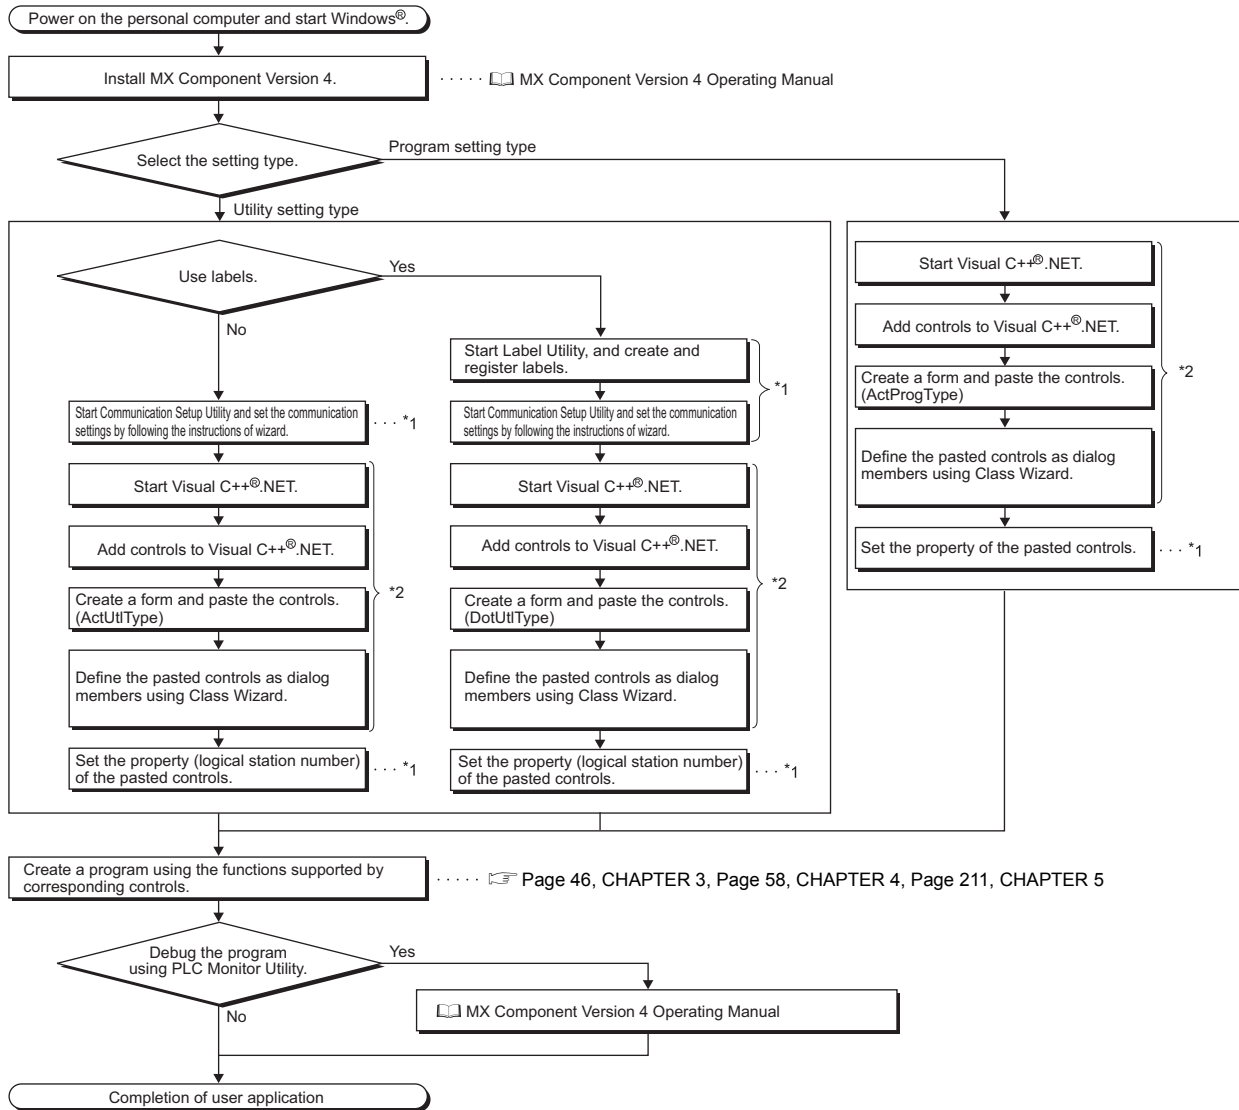 Power on the personal computer and start Windows®.
Install MX Component Version 4.
· · · · · MX Component Version 4 Operating Manual
Select the setting type.
Program setting type
Utility setting type
Use labels.
Yes
No
Start Label Utility, and create and
register labels.
*1
Start Communication Setup Utility and set the communication
settings by following the instructions of wizard.
· · · *1
Start Communication Setup Utility and set the communication
settings by following the instructions of wizard.
Start Visual C++®.NET.
Add controls to Visual C++®.NET.
Create a form and paste the controls.
(ActUtlType)
Define the pasted controls as dialog
members using Class Wizard.
*2
Set the property (logical station number)
of the pasted controls.
· · · *1
Start Visual C++®.NET.
Add controls to Visual C++®.NET.
Create a form and paste the controls.
(DotUtlType)
Define the pasted controls as dialog
members using Class Wizard.
*2
Set the property (logical station number)
of the pasted controls.
· · · *1
Start Visual C++®.NET.
Add controls to Visual C++®.NET.
Create a form and paste the controls.
(ActProgType)
Define the pasted controls as dialog
members using Class Wizard.
*2
Set the property of the pasted controls.
· · · *1
Create a program using the functions supported by
corresponding controls.
· · · · · Page 46, CHAPTER 3, Page 58, CHAPTER 4, Page 211, CHAPTER 5
Debug the program
using PLC Monitor Utility.
Yes
No
MX Component Version 4 Operating Manual
Completion of user application